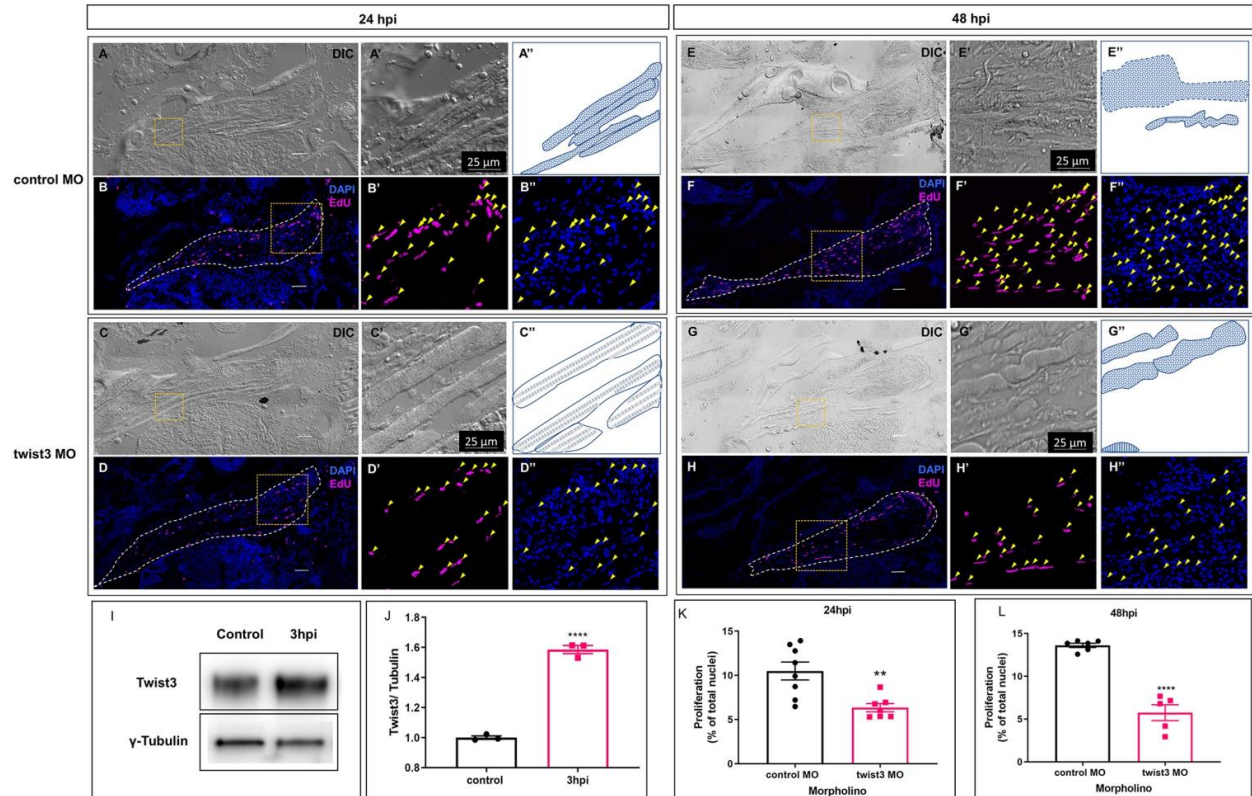 24 hpi
48 hpi
control MO
A
DIC
A'
25 µm
A''
B
DAPI
EdU
B'
B''
E
DIC
E'
25 µm
E''
F
DAPI
EdU
F'
F''
twist3 MO
C
DIC
C'
25 µm
C''
D
DAPI
EdU
D'
D''
G
DIC
G'
25 µm
G''
H
DAPI
EdU
H'
H''
I
Control 3hpi
Twist3
γ-Tubulin
J
Twist3/ Tubulin
1.8
1.6
1.4
1.2
1.0
0.8
****
control 3hpi
K
24hpi
Proliferation
(% of total nuclei)
15
10
5
0
**
control MO twist3 MO
Morpholino
L
48hpi
Proliferation
(% of total nuclei)
15
10
5
0
****
control MO twist3 MO
Morpholino